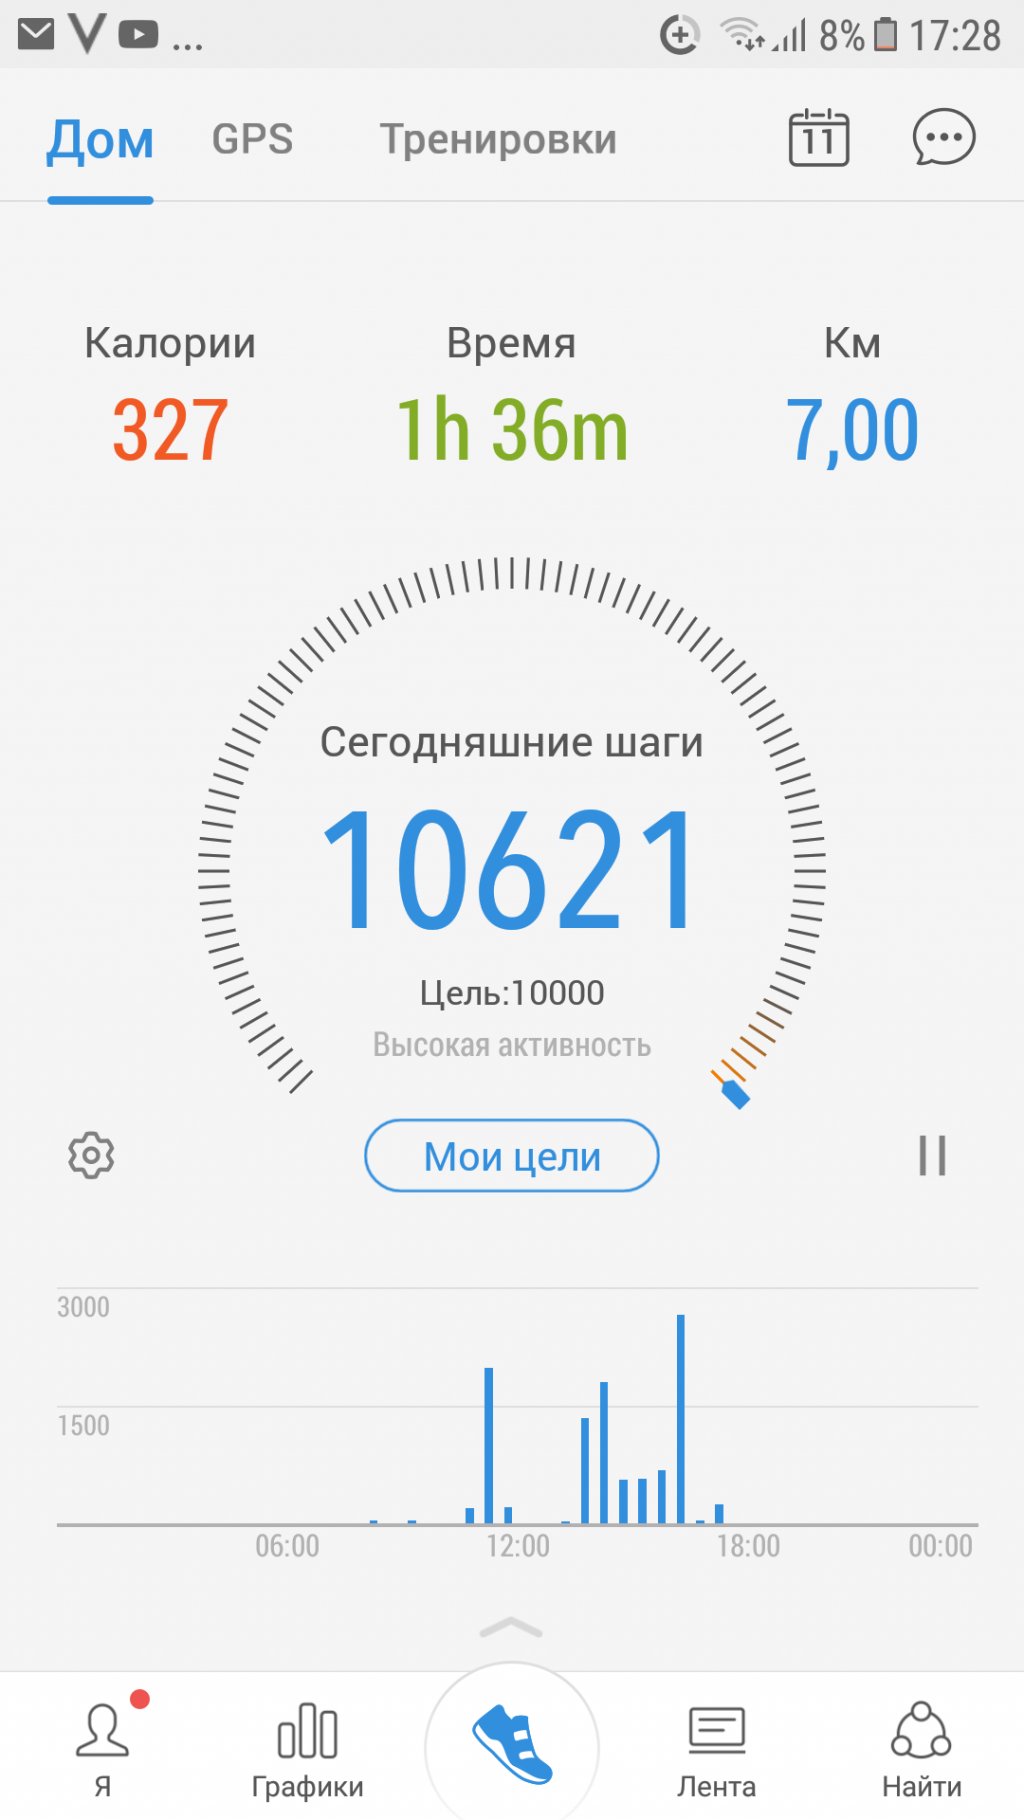 ... 8% 17:28
Дом GPS Тренировки 11
Калории Время Км
327 1h 36m 7,00
Сегодняшние шаги
10621
Цель:10000
Высокая активность
Мои цели
3000
1500
06:00 12:00 18:00 00:00
Я Графики Лента Найти